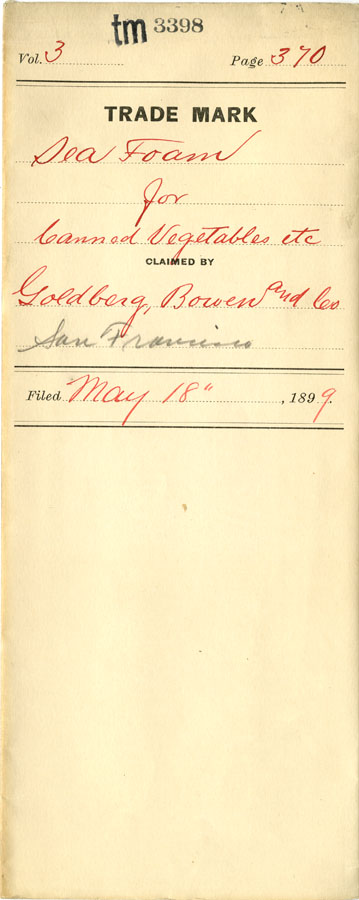 tm 3398
Vol. 3 Page 370
TRADE MARK
Sea Foam
for
Canned Vegetables etc
CLAIMED BY
Goldberg, Bowen and Co
San Francisco
Filed May 18", 1899.